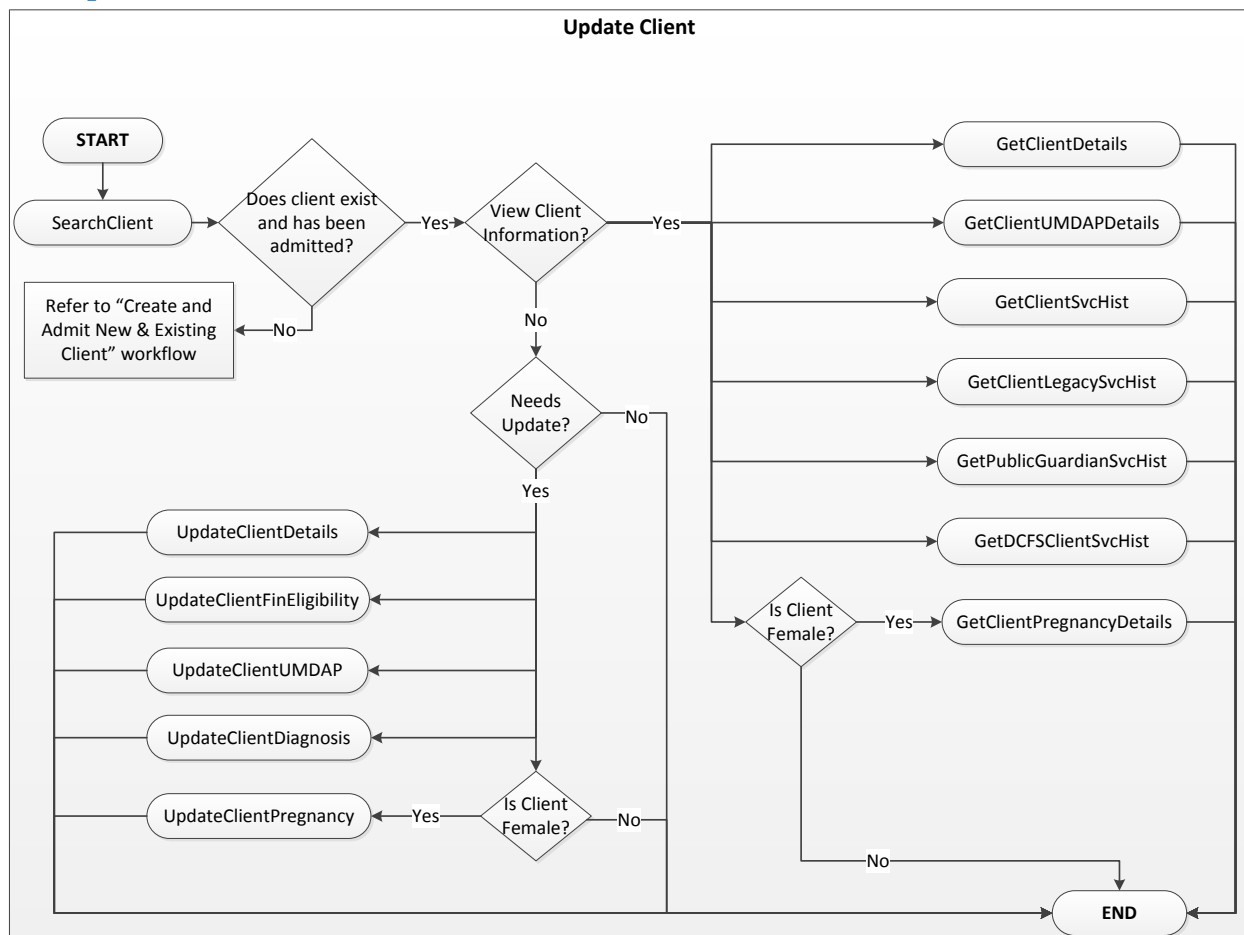 Update Client
START
SearchClient
Does client exist
and has been
admitted?
Yes
View Client
Information?
Yes
No
Refer to “Create and
Admit New & Existing
Client” workflow
No
Needs
Update?
No
Yes
UpdateClientDetails
UpdateClientFinEligibility
UpdateClientUMDAP
UpdateClientDiagnosis
UpdateClientPregnancy
Yes
Is Client
Female?
No
GetClientDetails
GetClientUMDAPDetails
GetClientSvcHist
GetClientLegacySvcHist
GetPublicGuardianSvcHist
GetDCFSClientSvcHist
Is Client
Female?
Yes
GetClientPregnancyDetails
No
END